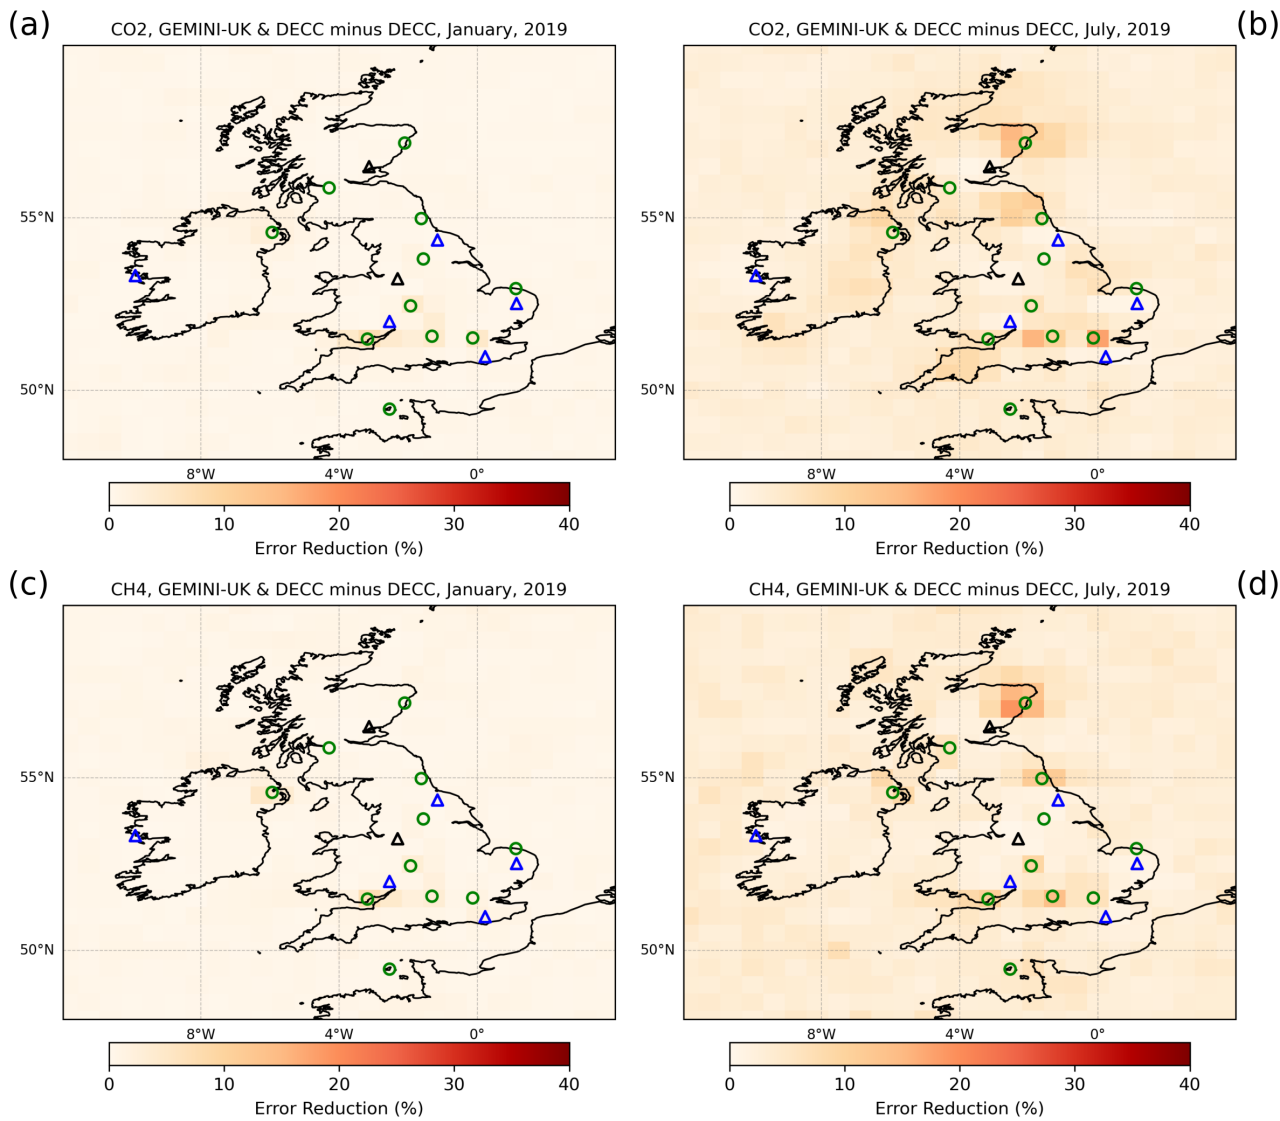 (a)
CO2, GEMINI-UK & DECC minus DECC, January, 2019
CO2, GEMINI-UK & DECC minus DECC, July, 2019
(b)
55°N
50°N
8°W 4°W 0°
8°W 4°W 0°
0 10 20 30 40
Error Reduction (%)
0 10 20 30 40
Error Reduction (%)
(c)
CH4, GEMINI-UK & DECC minus DECC, January, 2019
CH4, GEMINI-UK & DECC minus DECC, July, 2019
(d)
55°N
50°N
8°W 4°W 0°
8°W 4°W 0°
0 10 20 30 40
Error Reduction (%)
0 10 20 30 40
Error Reduction (%)